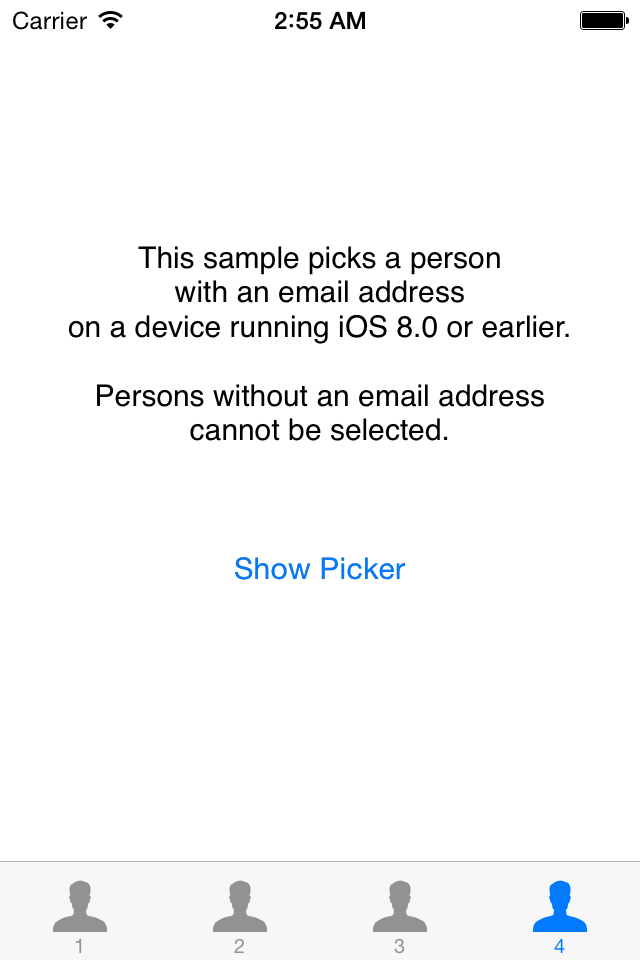 Carrier 2:55 AM
This sample picks a person
with an email address
on a device running iOS 8.0 or earlier.
Persons without an email address
cannot be selected.
Show Picker
1 2 3 4